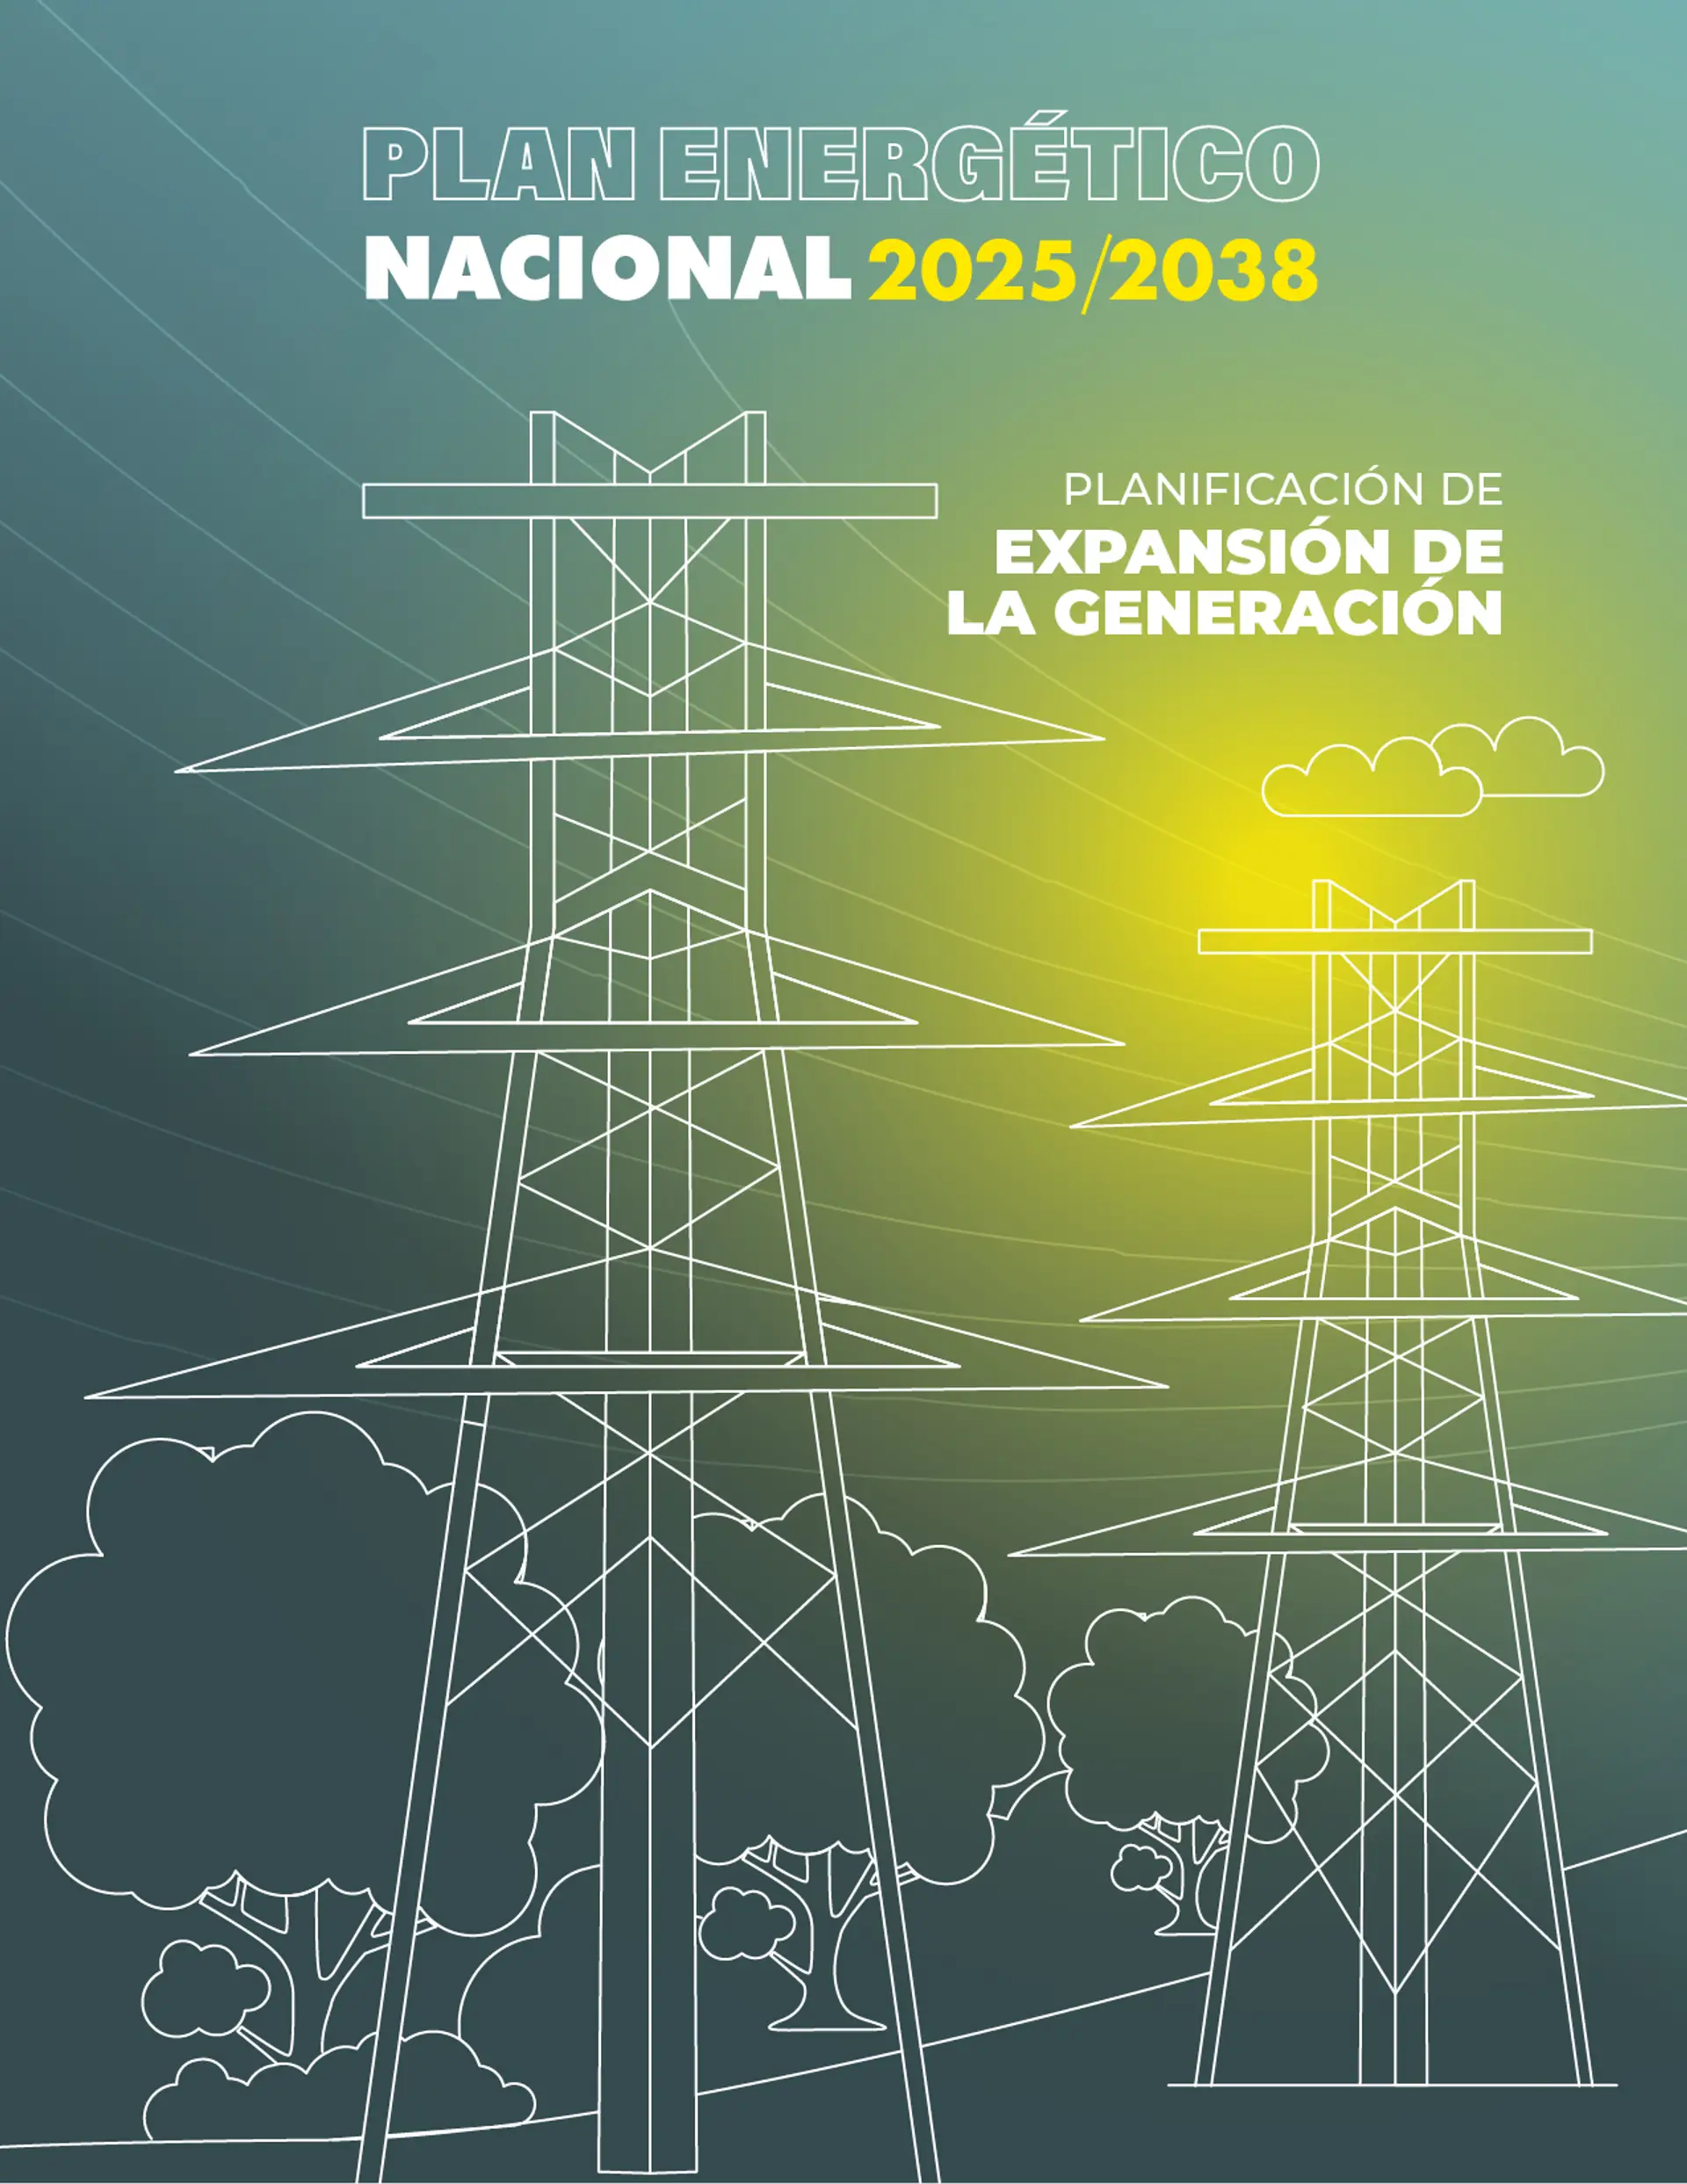 PLAN ENERGÉTICO
NACIONAL 2025/2038
PLANIFICACIÓN DE
EXPANSIÓN DE
LA GENERACIÓN